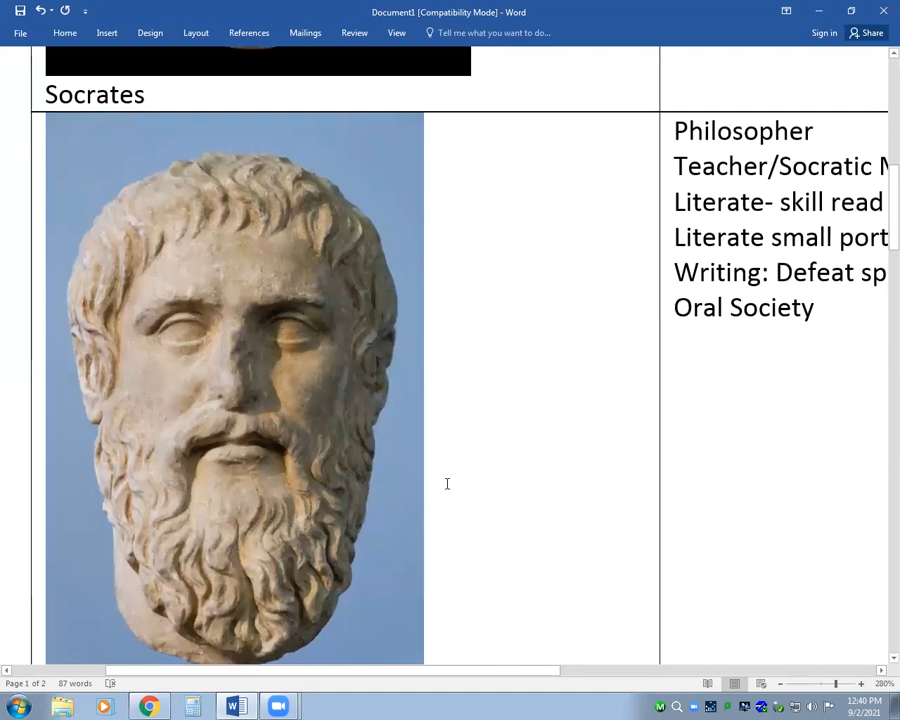 Document1 [Compatibility Mode] - Word
File Home Insert Design Layout References Mailings Review View Tell me what you want to do... Sign in Share
Socrates
Philosopher
Teacher/Socratic M
Literate- skill read
Literate small port
Writing: Defeat sp
Oral Society
Page 1 of 2 87 words 280%
12:40 PM
9/2/2021